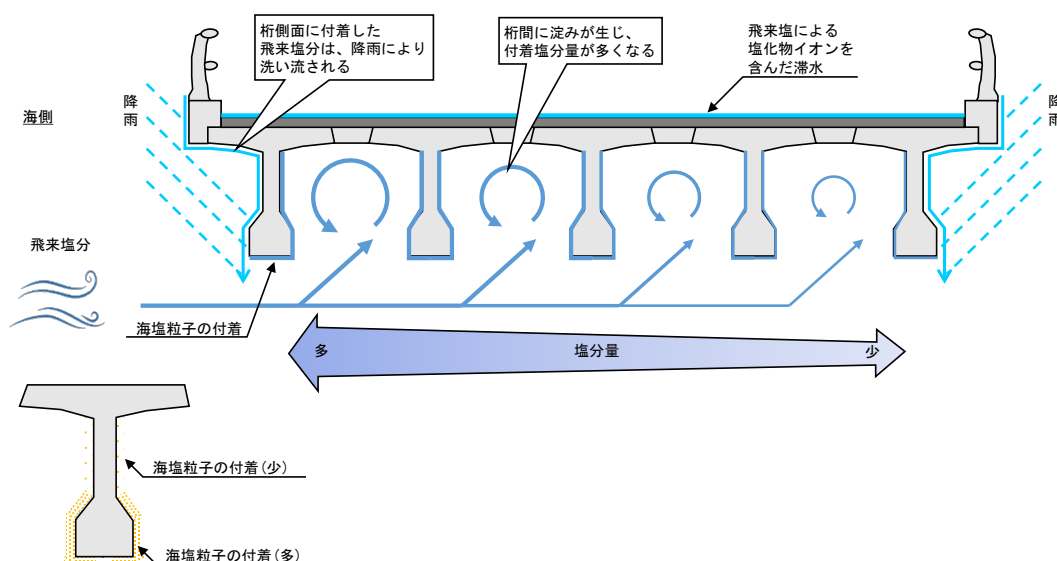 桁側面に付着した
飛来塩分は、降雨により
洗い流される
桁間に淀みが生じ、
付着塩分量が多くなる
飛来塩による
塩化物イオンを
含んだ滞水
海側
降
雨
降
雨
飛来塩分
海塩粒子の付着
多
塩分量
少
海塩粒子の付着(少)
海塩粒子の付着(多)